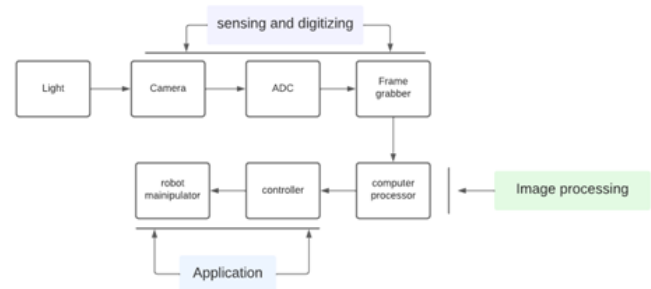 sensing and digitizing
Light
Camera
ADC
Frame
grabber
robot
mainipulator
controller
computer
processor
Image processing
Application